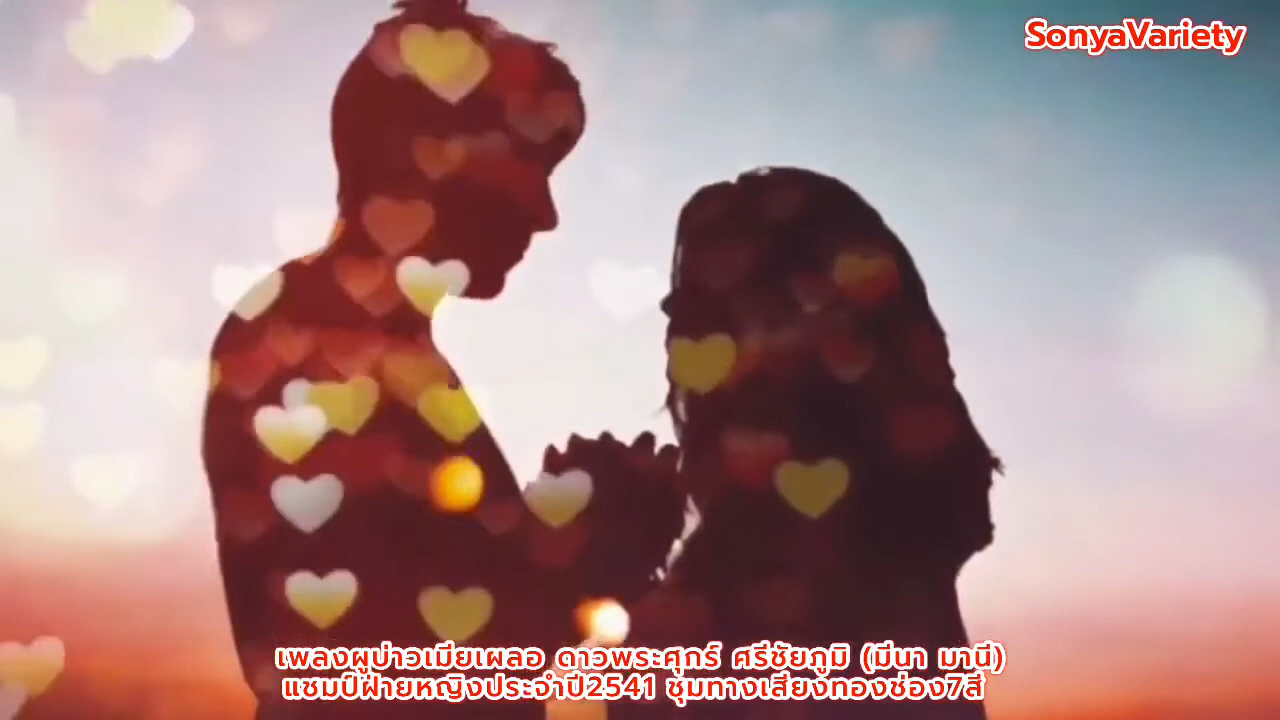 SonyaVariety
เพลงผูบ่าวเมียเผลอ ดาวพระศุกร์ ศรีชัยภูมิ (มีนา มานี)
แชมป์ฝ่ายหญิงประจำปี2541 ชุมทางเสียงทองช่อง7สี